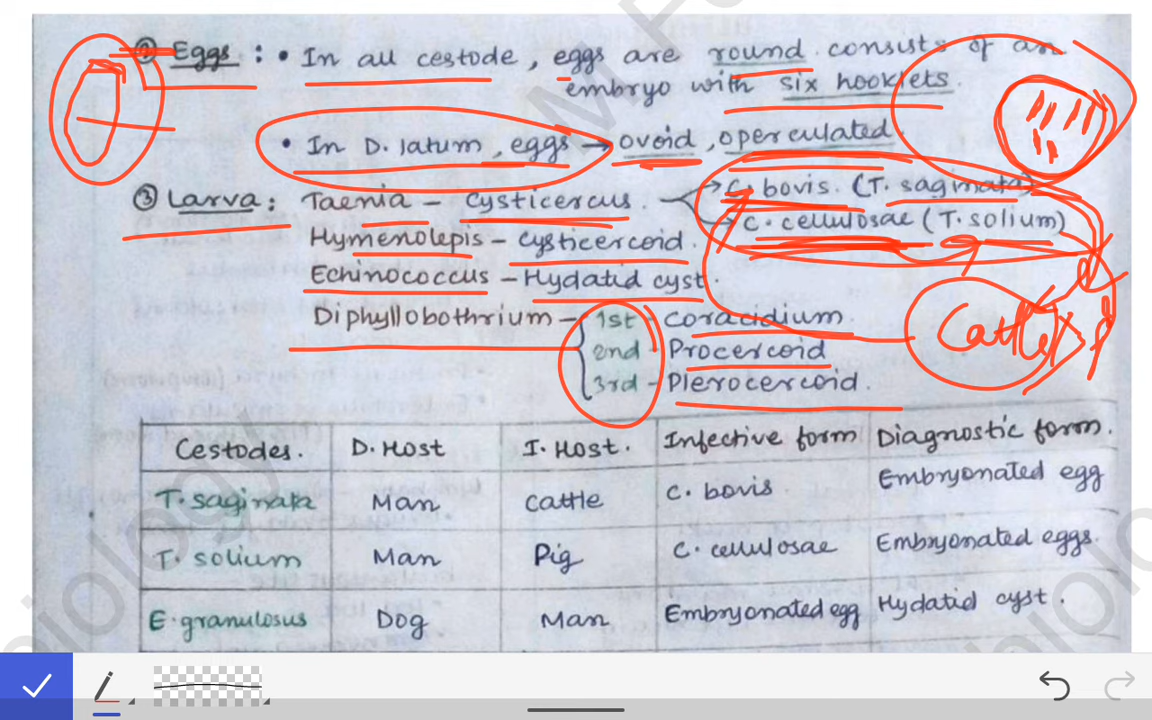 ② Eggs : • In all cestode, eggs are round consists of an
embryo with six hooklets.
• In D. latum, eggs → ovoid, operculated.
③ Larva: Taenia - Cysticercus → C. bovis (T. saginata)
→ C. cellulosae (T. solium)
Hymenolepis - Cysticercoid.
Echinococcus - Hydatid cyst.
Diphyllobothrium - 1st - Coracidium.
2nd - Procercoid
3rd - Plerocercoid.
Cattle
Cestodes. D. Host I. Host. Infective form Diagnostic form.
T. saginata Man Cattle C. bovis Embryonated egg
T. solium Man Pig C. cellulosae Embryonated eggs.
E. granulosus Dog Man Embryonated egg Hydatid cyst.